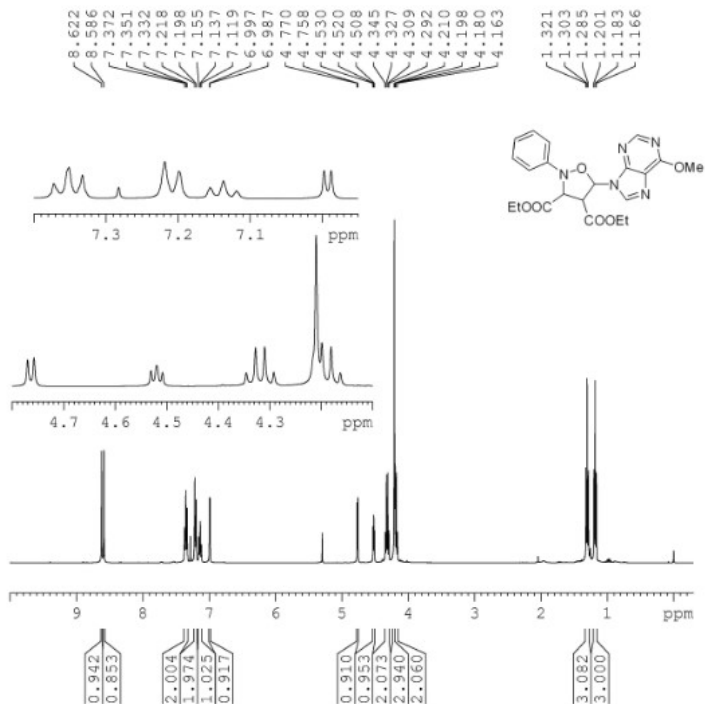 8.622 8.586 7.372 7.351 7.332 7.218 7.198 7.155 7.137 7.119 6.997 6.987 4.770 4.758 4.530 4.520 4.508 4.345 4.327 4.309 4.292 4.210 4.198 4.180 4.163 1.321 1.303 1.285 1.201 1.183 1.166
N O N N
N N OMe
N
EtOOC COOEt
7.3 7.2 7.1 ppm
4.7 4.6 4.5 4.4 4.3 ppm
9 8 7 6 5 4 3 2 1 ppm
0.942 0.853 2.004 1.974 1.025 0.917 0.910 0.953 2.073 2.940 2.060 3.082 3.000